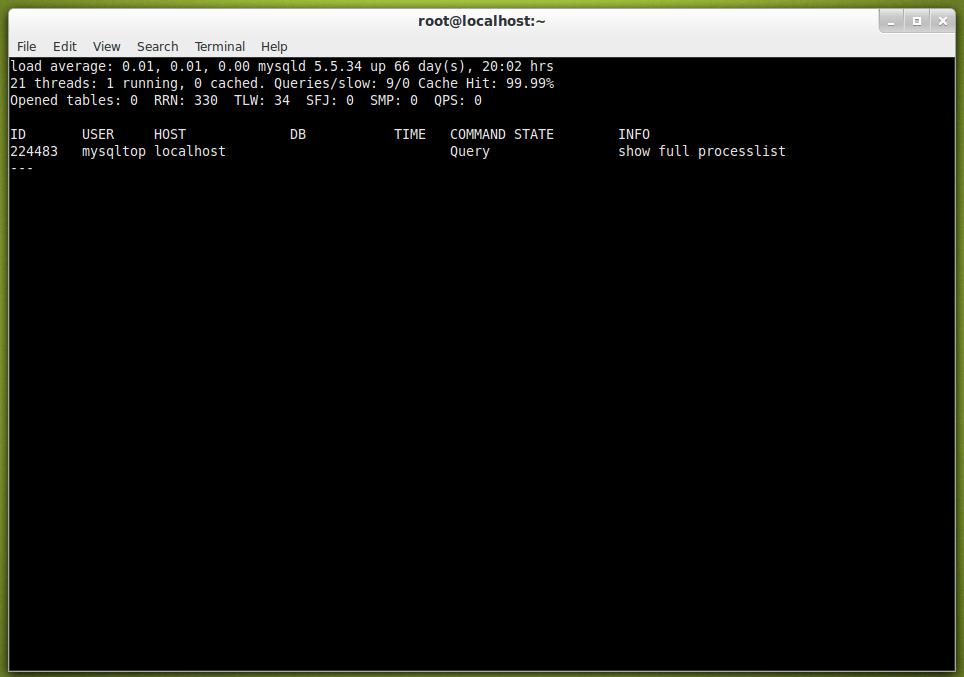 root@localhost:~
File Edit View Search Terminal Help
load average: 0.01, 0.01, 0.00 mysqld 5.5.34 up 66 day(s), 20:02 hrs
21 threads: 1 running, 0 cached. Queries/slow: 9/0 Cache Hit: 99.99%
Opened tables: 0  RRN: 330  TLW: 34  SFJ: 0  SMP: 0  QPS: 0
ID       USER     HOST             DB           TIME   COMMAND STATE        INFO
224483   mysqltop localhost                            Query                show full processlist
---